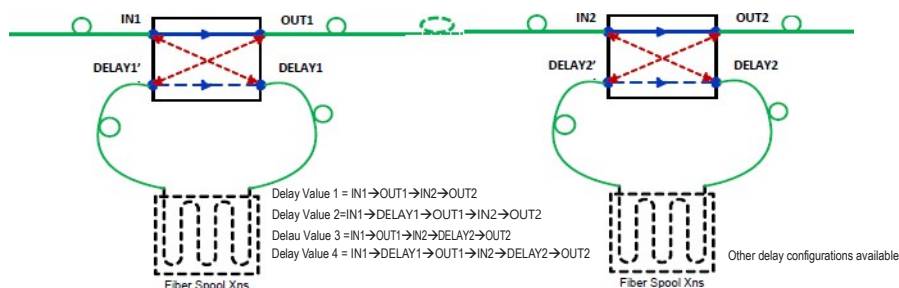 IN1 OUT1 IN2 OUT2
DELAY1' DELAY1 DELAY2' DELAY2
Delay Value 1 = IN1→OUT1→IN2→OUT2
Delay Value 2=IN1→DELAY1→OUT1→IN2→OUT2
Delau Value 3 =IN1→OUT1→IN2→DELAY2→OUT2
Delay Value 4 = IN1→DELAY1→OUT1→IN2→DELAY2→OUT2
Other delay configurations available
Fiber Spool Xns Fiber Spool Xns